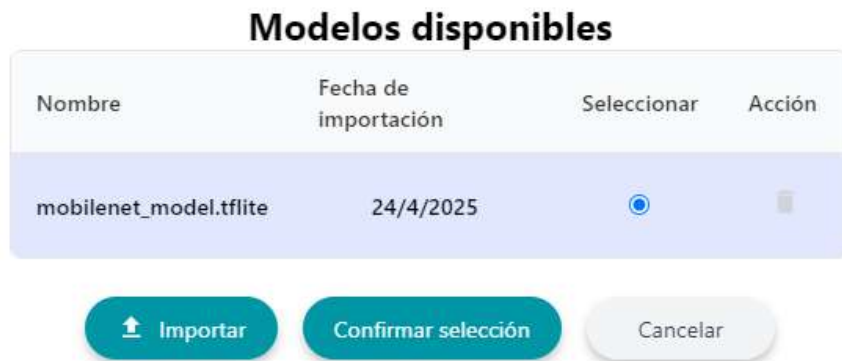 Modelos disponibles
Nombre
Fecha de
importación
Seleccionar
Acción
mobilenet_model.tflite
24/4/2025
Importar
Confirmar selección
Cancelar